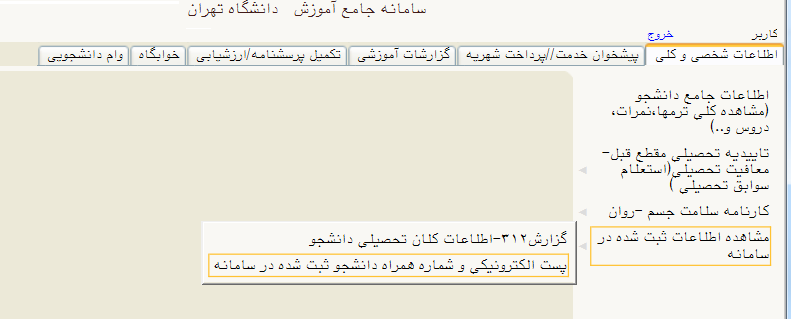 سامانه جامع آموزش دانشگاه تهران
کاربر
خروج
اطلاعات شخصی و کلی
پیشخوان خدمت//پرداخت شهریه
گزارشات آموزشی
تکمیل پرسشنامه/ارزشیابی
خوابگاه
وام دانشجویی
اطلاعات جامع دانشجو
(مشاهده کلی ترمها،نمرات،
دروس و..)
تاییدیه تحصیلی مقطع قبل-
معافیت تحصیلی(استعلام
سوابق تحصیلی )
کارنامه سلامت جسم -روان
مشاهده اطلاعات ثبت شده در
سامانه
گزارش۳۱۲-اطلاعات کلان تحصیلی دانشجو
پست الکترونیکی و شماره همراه دانشجو ثبت شده در سامانه